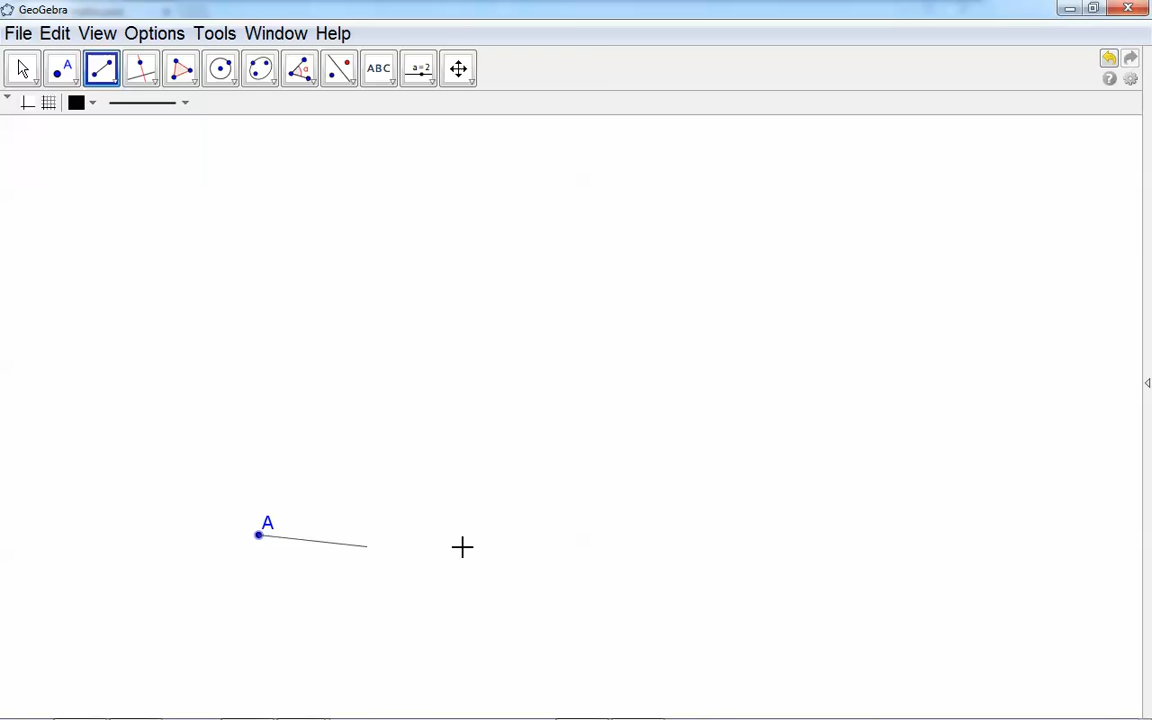 GeoGebra
File Edit View Options Tools Window Help
A
ABC
a=2
α
?
A